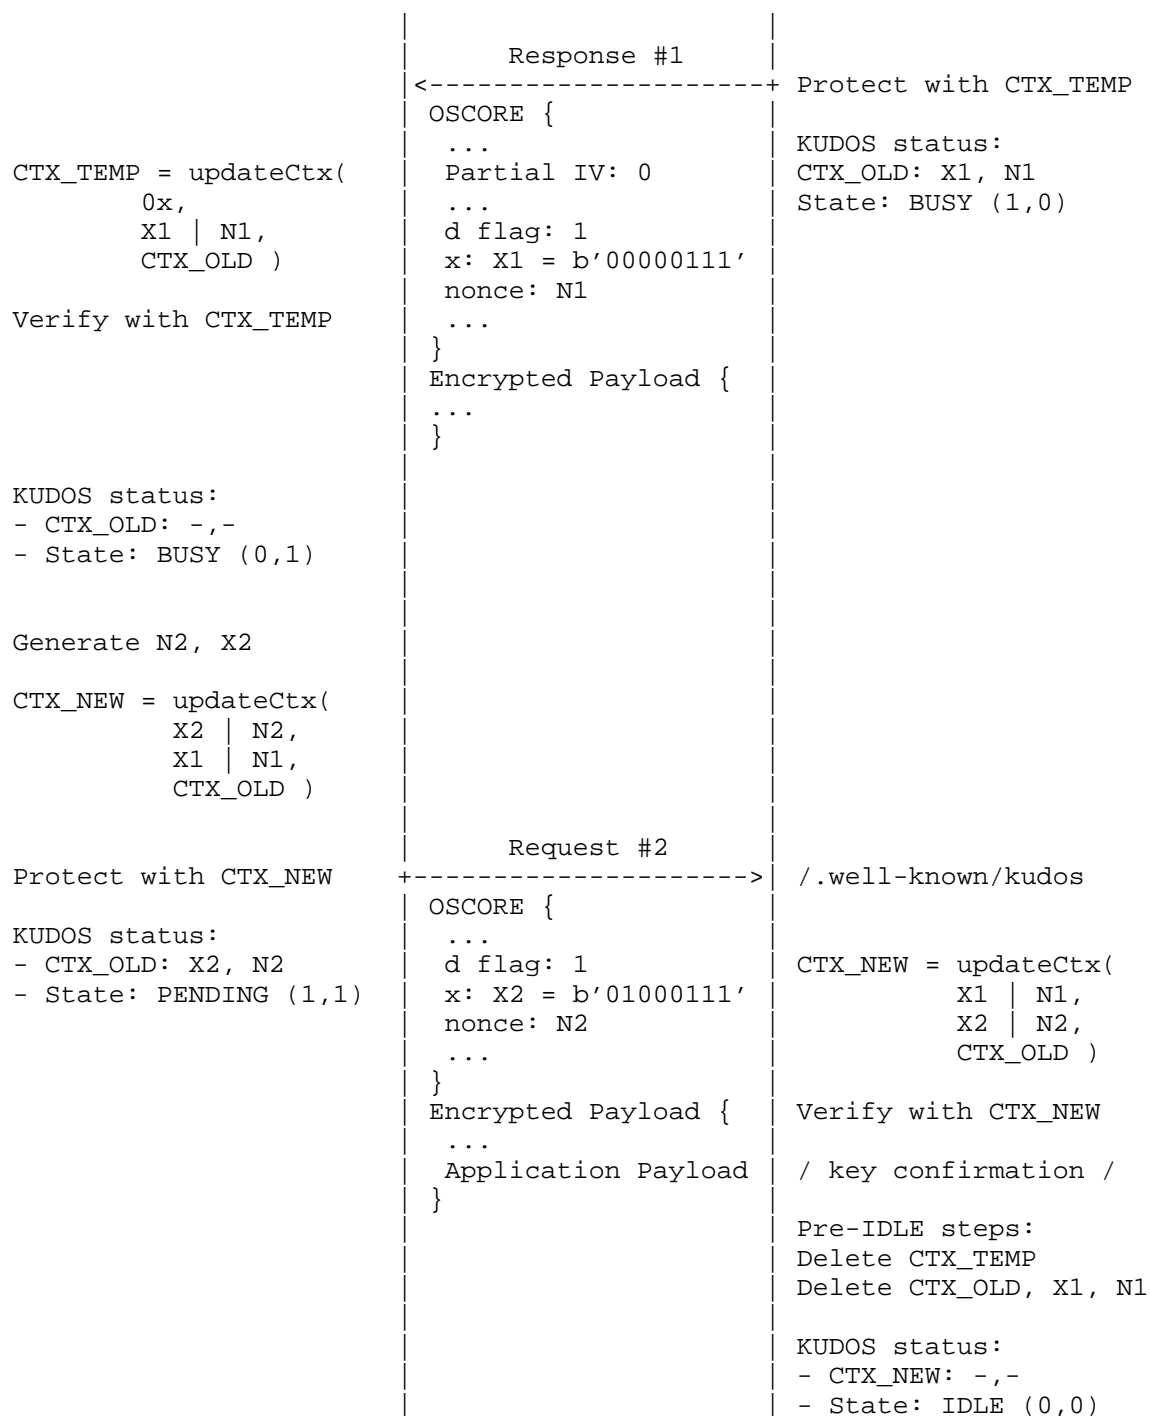 |                       |
                         |      Response #1      |
                         |<---------------------+ Protect with CTX_TEMP
                         | OSCORE {              |
                         |  ...                  | KUDOS status:
CTX_TEMP = updateCtx(    |  Partial IV: 0        | CTX_OLD: X1, N1
        0x,              |  ...                  | State: BUSY (1,0)
        X1 | N1,         |  d flag: 1            |
        CTX_OLD )        |  x: X1 = b’00000111’  |
                         |  nonce: N1            |
Verify with CTX_TEMP     |  ...                  |
                         | }                     |
                         | Encrypted Payload {   |
                         | ...                   |
                         | }                     |
                         |                       |
KUDOS status:            |                       |
- CTX_OLD: -,-           |                       |
- State: BUSY (0,1)      |                       |
                         |                       |
                         |                       |
Generate N2, X2          |                       |
                         |                       |
CTX_NEW = updateCtx(     |                       |
          X2 | N2,       |                       |
          X1 | N1,       |                       |
          CTX_OLD )      |                       |
                         |                       |
                         |      Request #2       |
Protect with CTX_NEW    +--------------------->| /.well-known/kudos
                         | OSCORE {              |
KUDOS status:            |  ...                  |
- CTX_OLD: X2, N2        |  d flag: 1            | CTX_NEW = updateCtx(
- State: PENDING (1,1)   |  x: X2 = b’01000111’  |           X1 | N1,
                         |  nonce: N2            |           X2 | N2,
                         |  ...                  |           CTX_OLD )
                         | }                     |
                         | Encrypted Payload {   | Verify with CTX_NEW
                         |  ...                  |
                         |  Application Payload  | / key confirmation /
                         | }                     |
                         |                       | Pre-IDLE steps:
                         |                       | Delete CTX_TEMP
                         |                       | Delete CTX_OLD, X1, N1
                         |                       |
                         |                       | KUDOS status:
                         |                       | - CTX_NEW: -,-
                         |                       | - State: IDLE (0,0)